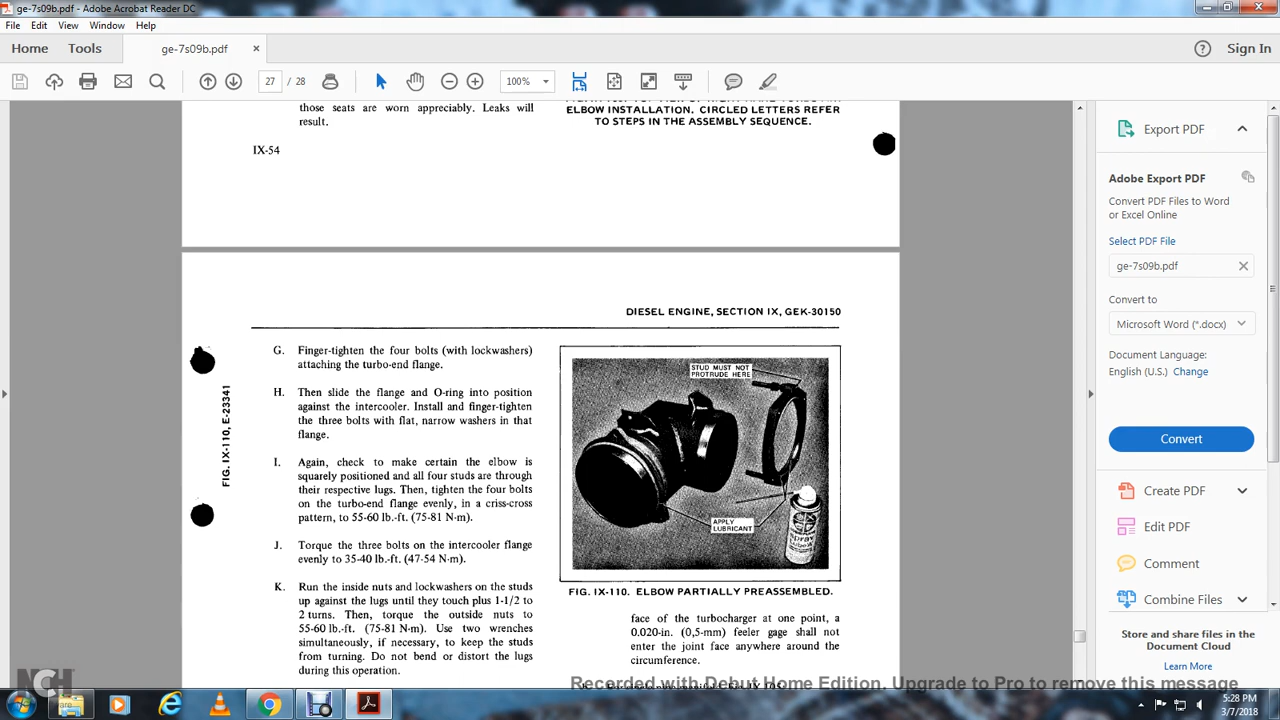 ge-7s09b.pdf - Adobe Acrobat Reader DC
File Edit View Window Help
Home Tools ge-7s09b.pdf × Sign In
27 / 28 100%
those seats are worn appreciably. Leaks will
result.
IX-54
ELBOW INSTALLATION. CIRCLED LETTERS REFER
TO STEPS IN THE ASSEMBLY SEQUENCE.
DIESEL ENGINE, SECTION IX, GEK-30150
FIG. IX-110, E-23341
G. Finger-tighten the four bolts (with lockwashers)
attaching the turbo-end flange.
H. Then slide the flange and O-ring into position
against the intercooler. Install and finger-tighten
the three bolts with flat, narrow washers in that
flange.
I. Again, check to make certain the elbow is
squarely positioned and all four studs are through
their respective lugs. Then, tighten the four bolts
on the turbo-end flange evenly, in a criss-cross
pattern, to 55-60 lb.-ft. (75-81 N·m).
J. Torque the three bolts on the intercooler flange
evenly to 35-40 lb.-ft. (47-54 N·m).
K. Run the inside nuts and lockwashers on the studs
up against the lugs until they touch plus 1-1/2 to
2 turns. Then, torque the outside nuts to
55-60 lb.-ft. (75-81 N·m). Use two wrenches
simultaneously, if necessary, to keep the studs
from turning. Do not bend or distort the lugs
during this operation.
STUD MUST NOT
PROTRUDE HERE
APPLY
LUBRICANT
FIG. IX-110. ELBOW PARTIALLY PREASSEMBLED.
face of the turbocharger at one point, a
0.020-in. (0,5-mm) feeler gage shall not
enter the joint face anywhere around the
circumference.
Export PDF
Adobe Export PDF
Convert PDF Files to Word
or Excel Online
Select PDF File
ge-7s09b.pdf
Convert to
Microsoft Word (*.docx)
Document Language:
English (U.S.) Change
Convert
Create PDF
Edit PDF
Comment
Combine Files
Store and share files in the
Document Cloud
Learn More
NCH
Recorded with Debut Home Edition. Upgrade to Pro to remove this message
5:28 PM
3/7/2018